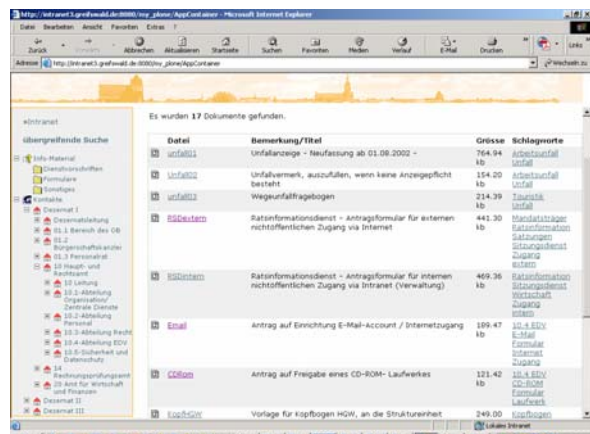 http://intranet3.greifswald.de:8080/my_plone/AppContainer - Microsoft Internet Explorer
Datei Bearbeiten Ansicht Favoriten Extras ?
Zurück Abbrechen Aktualisieren Startseite Suchen Favoriten Medien Verlauf E-Mail Drucken Links
Adresse http://intranet3.greifswald.de:8080/my_plone/AppContainer Wechseln zu
»Intranet
übergreifende Suche
Info-Material
Dienstvorschriften
Formulare
Sonstiges
Kontakte
Dezernat I
Dezernatsleitung
01.1 Bereich des OB
01.2
Bürgerschaftskanzlei
01.3 Personalrat
10 Haupt- und
Rechtsamt
10 Leitung
10.1-Abteilung
Organisation/
Zentrale Dienste
10.2-Abteilung
Personal
10.3-Abteilung Recht
10.4-Abteilung EDV
10.5-Sicherheit und
Datenschutz
14
Rechnungsprüfungsamt
20 Amt für Wirtschaft
und Finanzen
Dezernat II
Dezernat III
Es wurden 17 Dokumente gefunden.
Datei Bemerkung/Titel Grösse Schlagworte
unfall01 Unfallanzeige - Neufassung ab 01.08.2002 - 764.94 Arbeitsunfall
kb Unfall
Unfall02 Unfallvermerk, auszufüllen, wenn keine Anzeigepflicht 154.20 Arbeitsunfall
besteht kb Unfall
unfall03 Wegeunfallfragebogen 214.39 Touristik
kb Unfall
RSDextern Ratsinformationsdienst - Antragsformular für externen 441.30 Mandatsträger
nichtöffentlichen Zugang via Internet kb Ratsinformation
Satzungen
Sitzungsdienst
Zugang
extern
RSDintern Ratsinformationsdienst - Antragsformular für internen 469.36 Ratsinformation
nichtöffentlichen Zugang via Intranet (Verwaltung) kb Sitzungsdienst
Wirtschaft
Zugang
intern
Email Antrag auf Einrichtung E-Mail-Account / Internetzugang 189.47 10.4 EDV
kb E-Mail
Formular
Internet
Zugang
CDRom Antrag auf Freigabe eines CD-ROM- Laufwerkes 121.42 10.4 EDV
kb CD-ROM
Formular
Laufwerk
KopfHGW Vorlage für Kopfbogen HGW, an die Struktureinheit 249.00 Kopfbogen
Lokales Intranet